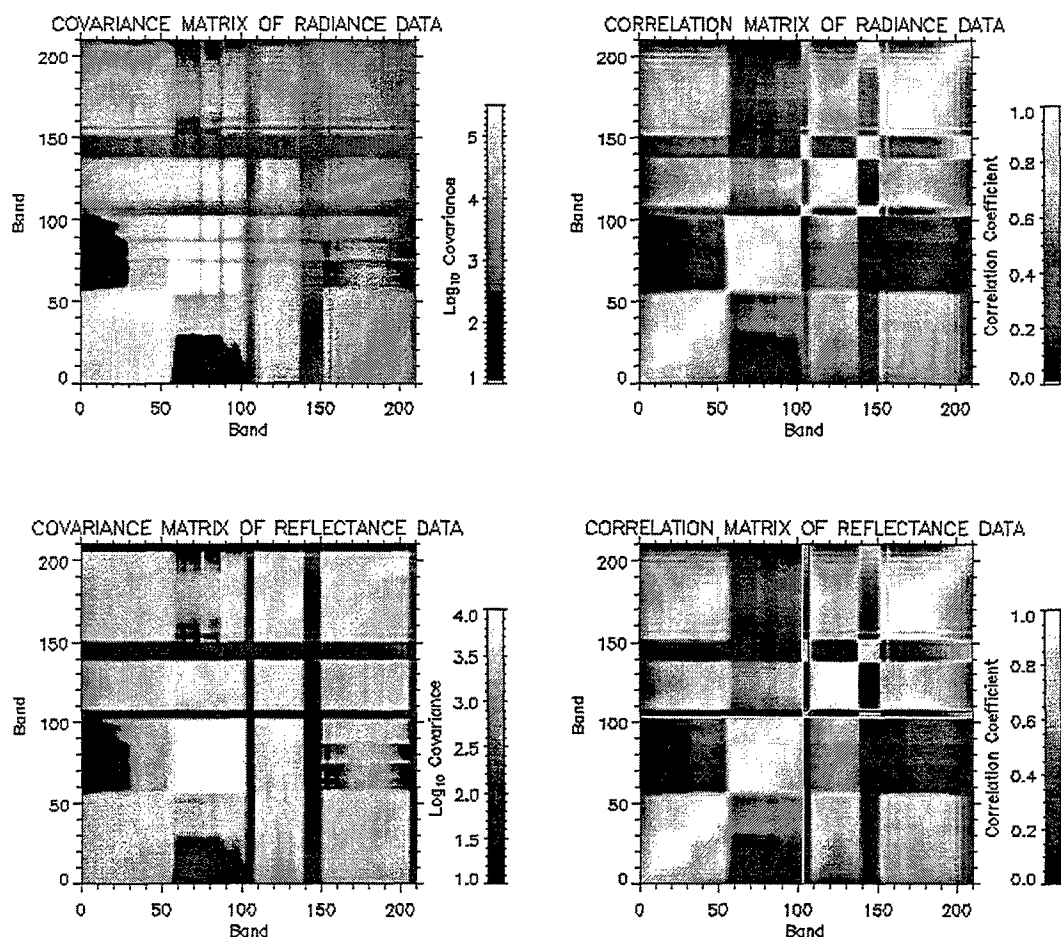 COVARIANCE MATRIX OF RADIANCE DATA
200
150
100
50
0
Band
0 50 100 150 200
Band
5
4
3
2
1
Log10 Covariance
CORRELATION MATRIX OF RADIANCE DATA
200
150
100
50
0
Band
0 50 100 150 200
Band
1.0
0.8
0.6
0.4
0.2
0.0
Correlation Coefficient
COVARIANCE MATRIX OF REFLECTANCE DATA
200
150
100
50
0
Band
0 50 100 150 200
Band
4.0
3.5
3.0
2.5
2.0
1.5
1.0
Log10 Covariance
CORRELATION MATRIX OF REFLECTANCE DATA
200
150
100
50
0
Band
0 50 100 150 200
Band
1.0
0.8
0.6
0.4
0.2
0.0
Correlation Coefficient